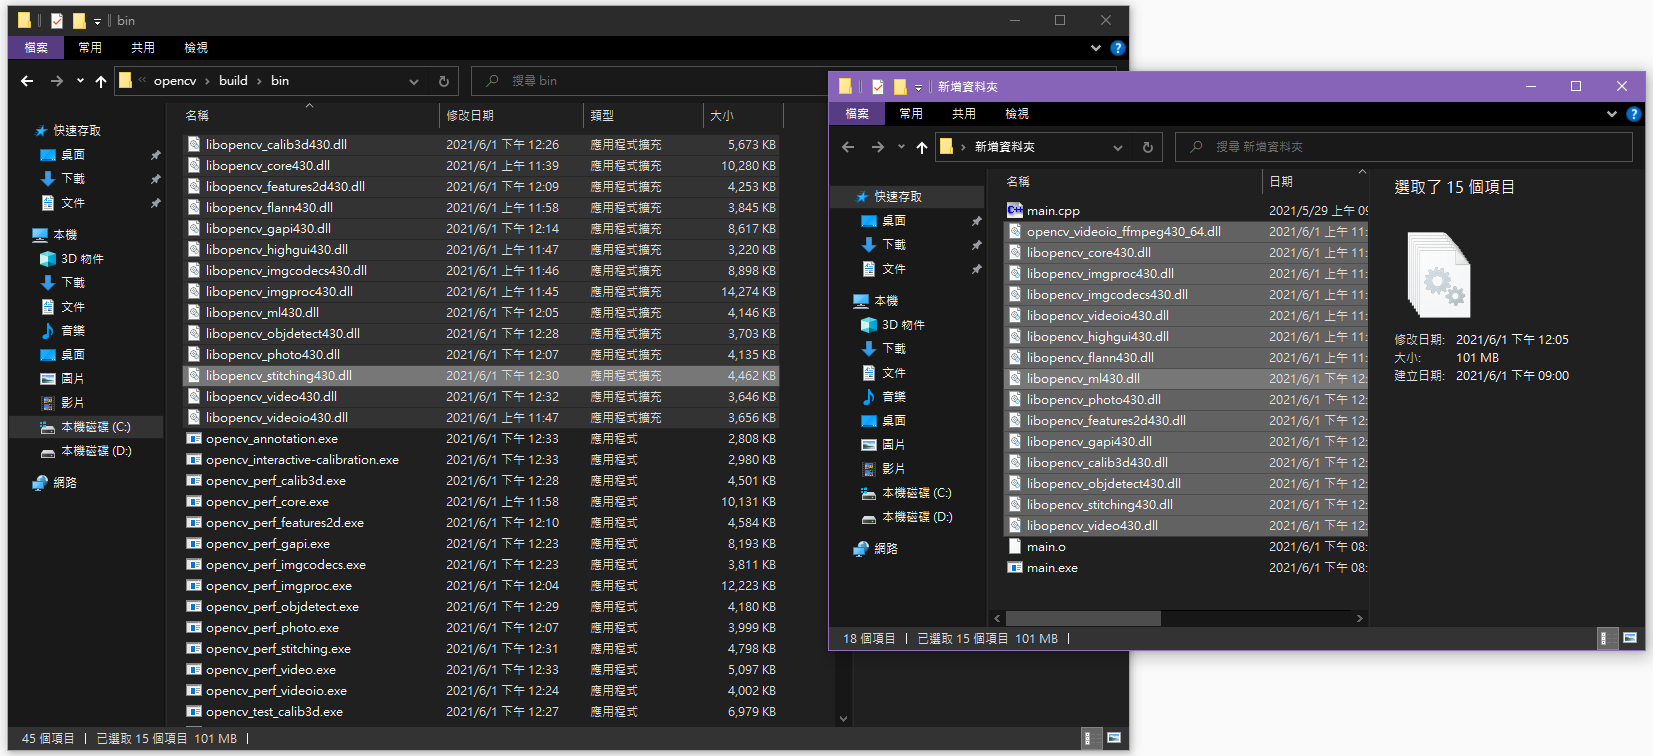 bin
檔案 常用 共用 檢視
opencv › build › bin 搜尋 bin
快速存取
桌面
下載
文件
本機
3D 物件
下載
文件
音樂
桌面
圖片
影片
本機磁碟 (C:)
本機磁碟 (D:)
網路
名稱 修改日期 類型 大小
libopencv_calib3d430.dll 2021/6/1 下午 12:26 應用程式擴充 5,673 KB
libopencv_core430.dll 2021/6/1 上午 11:39 應用程式擴充 10,280 KB
libopencv_features2d430.dll 2021/6/1 下午 12:09 應用程式擴充 4,253 KB
libopencv_flann430.dll 2021/6/1 上午 11:58 應用程式擴充 3,845 KB
libopencv_gapi430.dll 2021/6/1 下午 12:14 應用程式擴充 8,617 KB
libopencv_highgui430.dll 2021/6/1 上午 11:47 應用程式擴充 3,220 KB
libopencv_imgcodecs430.dll 2021/6/1 上午 11:46 應用程式擴充 8,898 KB
libopencv_imgproc430.dll 2021/6/1 上午 11:45 應用程式擴充 14,274 KB
libopencv_ml430.dll 2021/6/1 下午 12:05 應用程式擴充 4,146 KB
libopencv_objdetect430.dll 2021/6/1 下午 12:28 應用程式擴充 3,703 KB
libopencv_photo430.dll 2021/6/1 下午 12:07 應用程式擴充 4,135 KB
libopencv_stitching430.dll 2021/6/1 下午 12:30 應用程式擴充 4,462 KB
libopencv_video430.dll 2021/6/1 下午 12:32 應用程式擴充 3,646 KB
libopencv_videoio430.dll 2021/6/1 上午 11:47 應用程式擴充 3,656 KB
opencv_annotation.exe 2021/6/1 下午 12:33 應用程式 2,808 KB
opencv_interactive-calibration.exe 2021/6/1 下午 12:33 應用程式 2,980 KB
opencv_perf_calib3d.exe 2021/6/1 下午 12:28 應用程式 4,501 KB
opencv_perf_core.exe 2021/6/1 上午 11:58 應用程式 10,131 KB
opencv_perf_features2d.exe 2021/6/1 下午 12:10 應用程式 4,584 KB
opencv_perf_gapi.exe 2021/6/1 下午 12:23 應用程式 8,193 KB
opencv_perf_imgcodecs.exe 2021/6/1 下午 12:23 應用程式 3,811 KB
opencv_perf_imgproc.exe 2021/6/1 下午 12:04 應用程式 12,223 KB
opencv_perf_objdetect.exe 2021/6/1 下午 12:29 應用程式 4,180 KB
opencv_perf_photo.exe 2021/6/1 下午 12:07 應用程式 3,999 KB
opencv_perf_stitching.exe 2021/6/1 下午 12:31 應用程式 4,798 KB
opencv_perf_video.exe 2021/6/1 下午 12:33 應用程式 5,097 KB
opencv_perf_videoio.exe 2021/6/1 下午 12:24 應用程式 4,002 KB
opencv_test_calib3d.exe 2021/6/1 下午 12:27 應用程式 6,979 KB
45 個項目 已選取 15 個項目 101 MB
新增資料夾
檔案 常用 共用 檢視
› 新增資料夾 搜尋 新增資料夾
快速存取
桌面
下載
文件
本機
3D 物件
下載
文件
音樂
桌面
圖片
影片
本機磁碟 (C:)
本機磁碟 (D:)
網路
名稱 日期
main.cpp 2021/5/29 上午 09
opencv_videoio_ffmpeg430_64.dll 2021/6/1 上午 11:
libopencv_core430.dll 2021/6/1 上午 11:
libopencv_imgproc430.dll 2021/6/1 上午 11:
libopencv_imgcodecs430.dll 2021/6/1 上午 11:
libopencv_videoio430.dll 2021/6/1 上午 11:
libopencv_highgui430.dll 2021/6/1 上午 11:
libopencv_flann430.dll 2021/6/1 上午 11:
libopencv_ml430.dll 2021/6/1 下午 12:
libopencv_photo430.dll 2021/6/1 下午 12:
libopencv_features2d430.dll 2021/6/1 下午 12:
libopencv_gapi430.dll 2021/6/1 下午 12:
libopencv_calib3d430.dll 2021/6/1 下午 12:
libopencv_objdetect430.dll 2021/6/1 下午 12:
libopencv_stitching430.dll 2021/6/1 下午 12:
libopencv_video430.dll 2021/6/1 下午 12:
main.o 2021/6/1 下午 08:
main.exe 2021/6/1 下午 08:
選取了 15 個項目
修改日期: 2021/6/1 下午 12:05
大小: 101 MB
建立日期: 2021/6/1 下午 09:00
18 個項目 已選取 15 個項目 101 MB